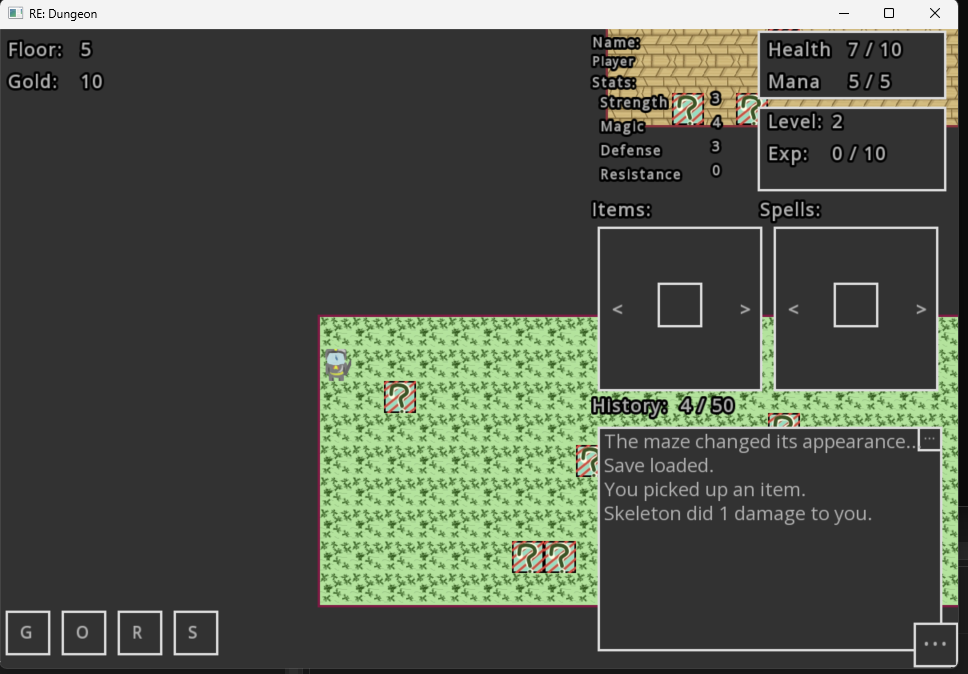 RE: Dungeon
Floor: 5
Gold: 10
Name:
Player
Stats:
Strength 3
Magic 4
Defense 3
Resistance 0
Health 7 / 10
Mana 5 / 5
Level: 2
Exp: 0 / 10
Items:
Spells:
< >
< >
History: 4 / 50
The maze changed its appearance..
...
Save loaded.
You picked up an item.
Skeleton did 1 damage to you.
G O R S
...